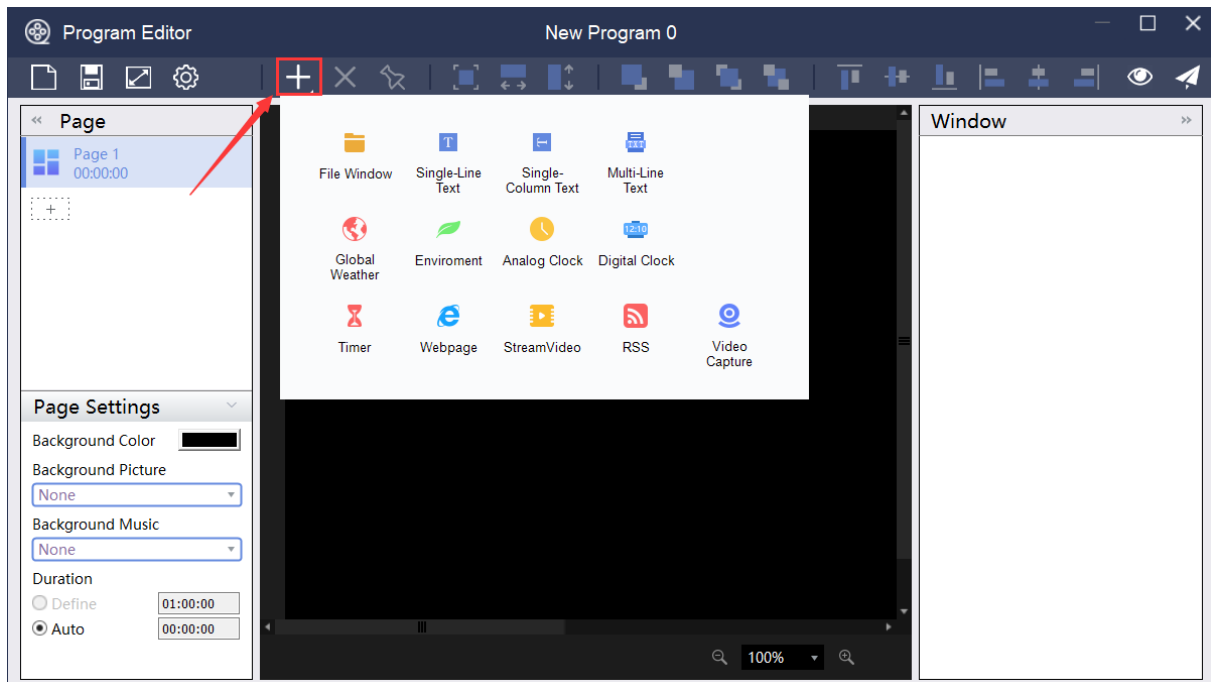 Program Editor
New Program 0
Page
Page 1
00:00:00
File Window
Single-Line
Text
Single-
Column Text
Multi-Line
Text
Global
Weather
Enviroment
Analog Clock
12:10
Digital Clock
Timer
Webpage
StreamVideo
RSS
Video
Capture
Window
Page Settings
Background Color
Background Picture
None
Background Music
None
Duration
Define
01:00:00
Auto
00:00:00
100%